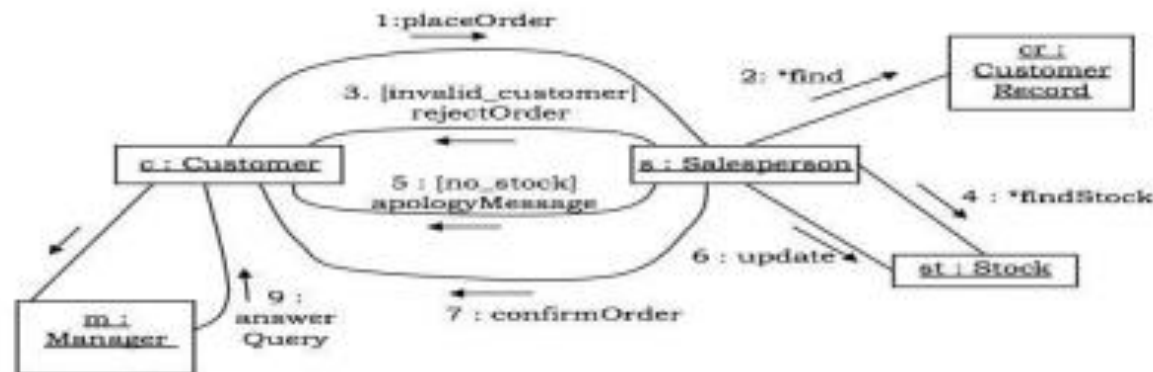 1:placeOrder
cr :
Customer
Record
2: *find
3. [invalid_customer]
rejectOrder
c : Customer
s : Salesperson
5 : [no_stock]
apologyMessage
4 : *findStock
6 : update
st : Stock
7 : confirmOrder
9 :
answer
Query
m :
Manager